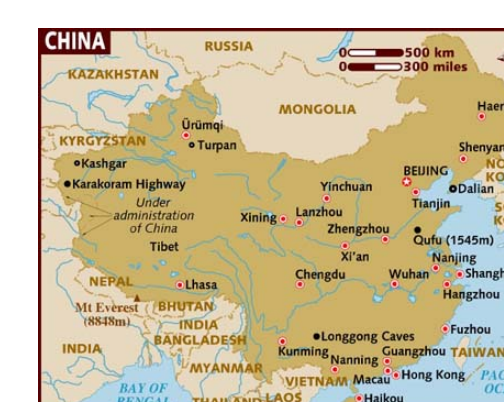 CHINA
RUSSIA
0 500 km
0 300 miles
KAZAKHSTAN
MONGOLIA
Ürümqi
Turpan
KYRGYZSTAN
Kashgar
Karakoram Highway
Under
administration
of China
Tibet
Yinchuan
BEIJING
Tianjin
Dalian
Xining
Lanzhou
Zhengzhou
Qufu (1545m)
Xi'an
Nanjing
Chengdu
Wuhan
Hangzhou
NEPAL
Lhasa
Mt Everest
(8848m)
BHUTAN
INDIA
BANGLADESH
INDIA
MYANMAR
Longgong Caves
Fuzhou
Kunming
Nanning
Guangzhou
TAIWAN
VIETNAM
Macau
Hong Kong
BAY OF
LAOS
Haikou